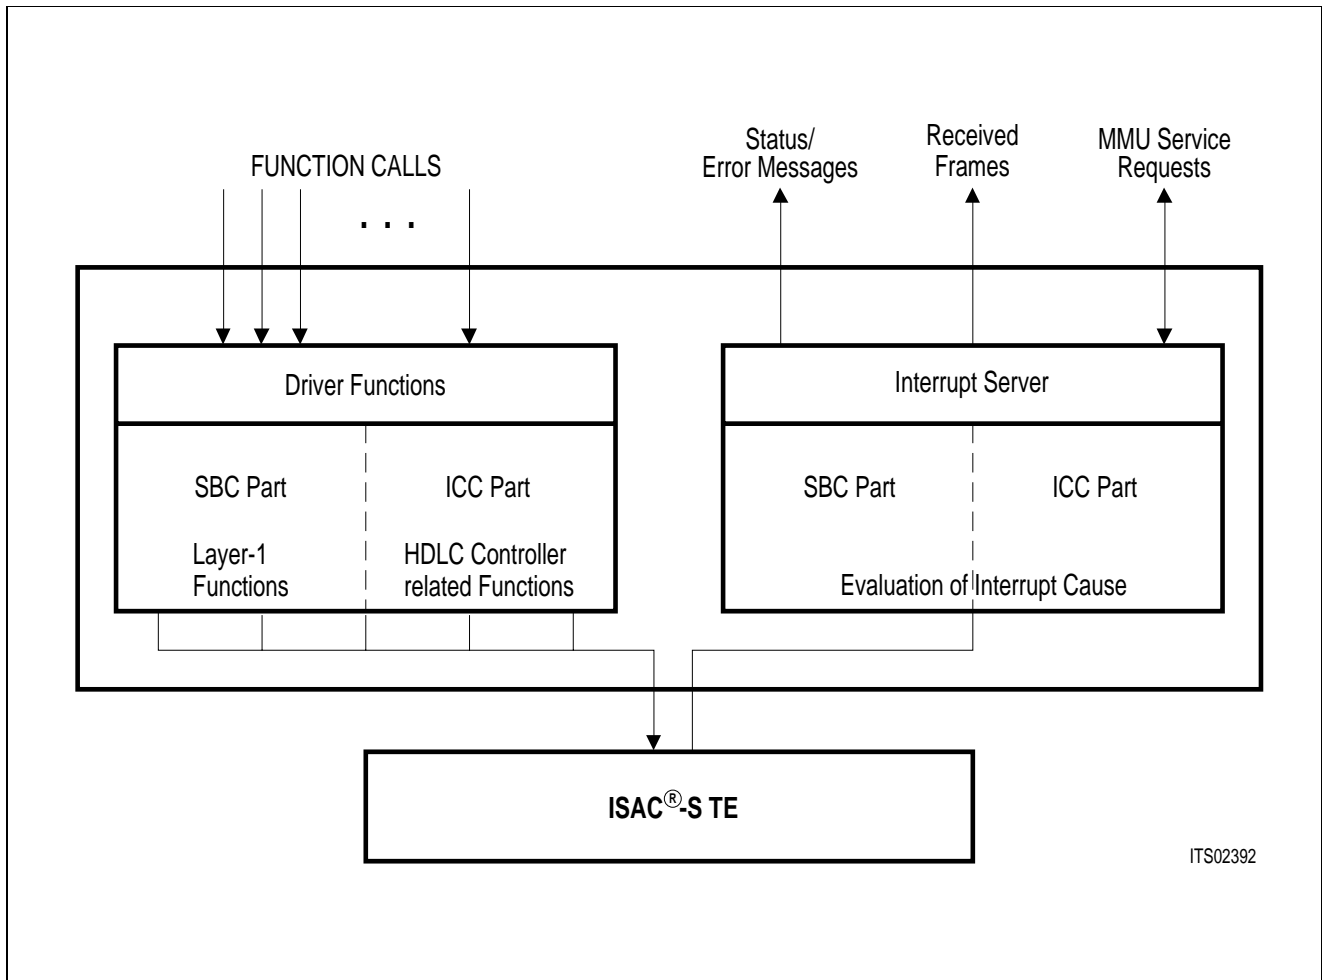 FUNCTION CALLS
. . .
Status/
Error Messages
Received
Frames
MMU Service
Requests
Driver Functions
SBC Part
ICC Part
Layer-1
Functions
HDLC Controller
related Functions
Interrupt Server
SBC Part
ICC Part
Evaluation of Interrupt Cause
ISAC®-S TE
ITS02392